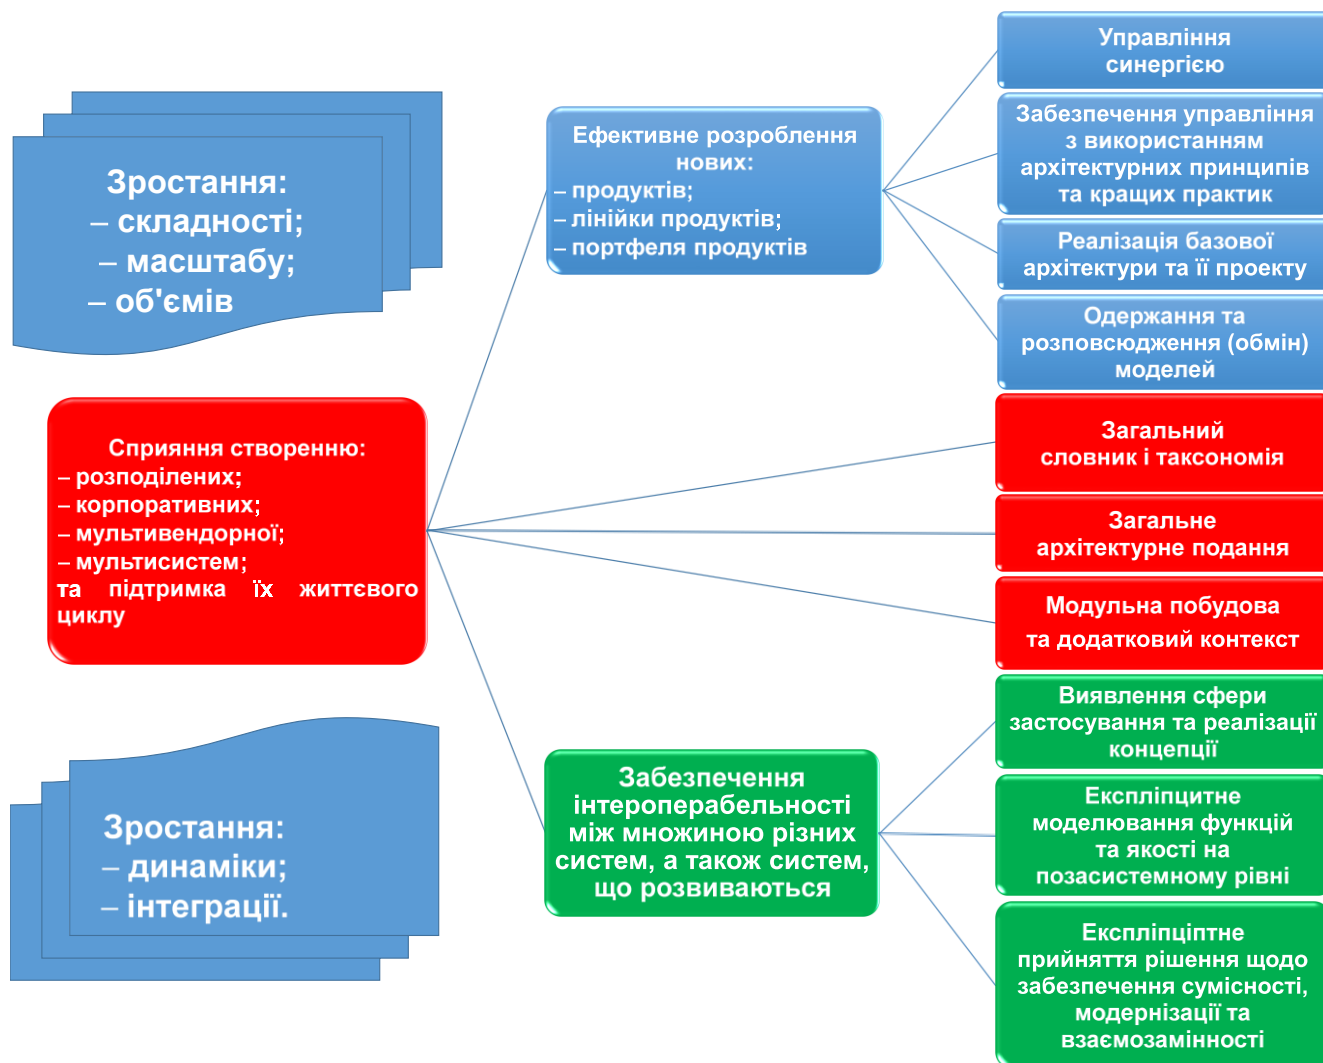 Зростання:
– складності;
– масштабу;
– об'ємів
Сприяння створенню:
– розподілених;
– корпоративних;
– мультивендорної;
– мультисистем;
та підтримка їх життєвого
циклу
Зростання:
– динаміки;
– інтеграції.
Ефективне розроблення
нових:
– продуктів;
– лінійки продуктів;
– портфеля продуктів
Забезпечення
інтероперабельності
між множиною різних
систем, а також систем,
що розвиваються
Управління
синергією
Забезпечення управління
з використанням
архітектурних принципів
та кращих практик
Реалізація базової
архітектури та її проекту
Одержання та
розповсюдження (обмін)
моделей
Загальний
словник і таксономія
Загальне
архітектурне подання
Модульна побудова
та додатковий контекст
Виявлення сфери
застосування та реалізації
концепції
Експліпцитне
моделювання функцій
та якості на
позасистемному рівні
Експліпціптне
прийняття рішення щодо
забезпечення сумісності,
модернізації та
взаємозамінності